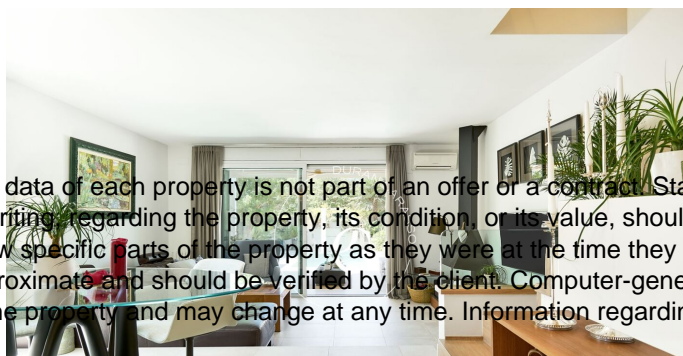 DURAN
data of each property is not part of an offer or a contract. Sta
riting, regarding the property, its condition, or its value, shoul
w specific parts of the property as they were at the time they
roximate and should be verified by the client. Computer-gene
e property and may change at any time. Information regardin